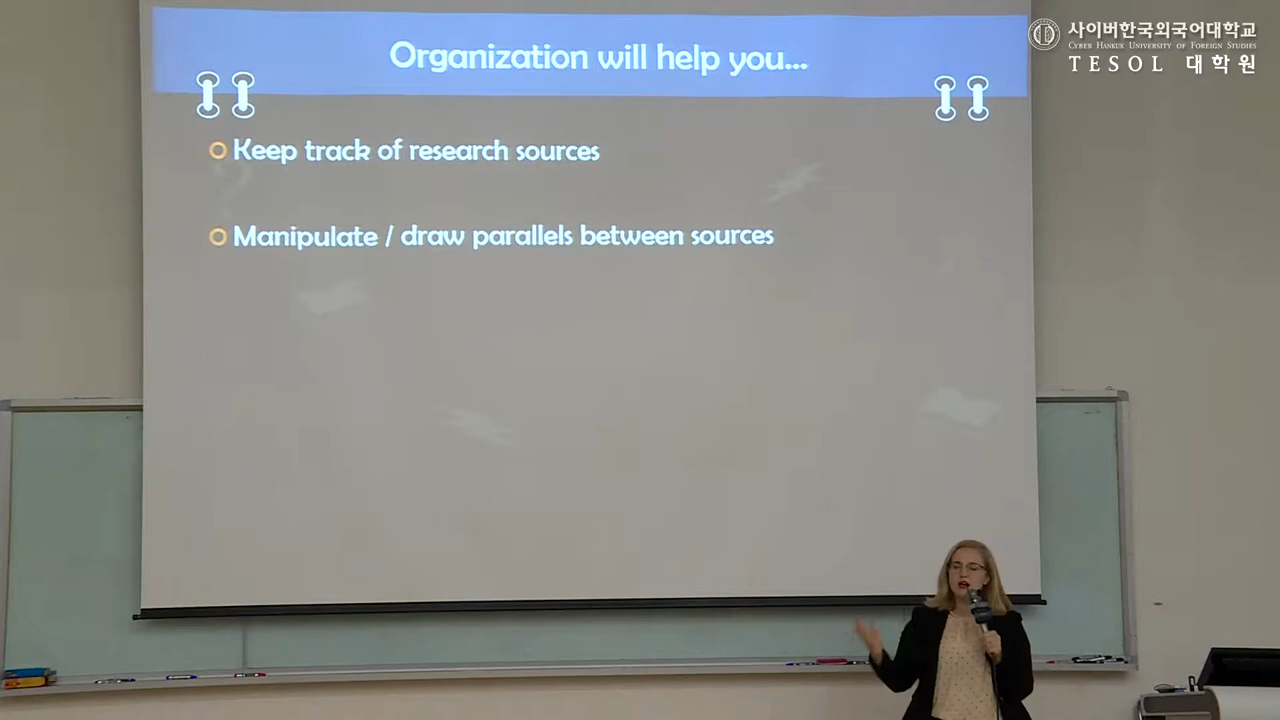 Organization will help you...
사이버한국외국어대학교
CYBER HANKUK UNIVERSITY OF FOREIGN STUDIES
TESOL 대학원
Keep track of research sources
Manipulate / draw parallels between sources